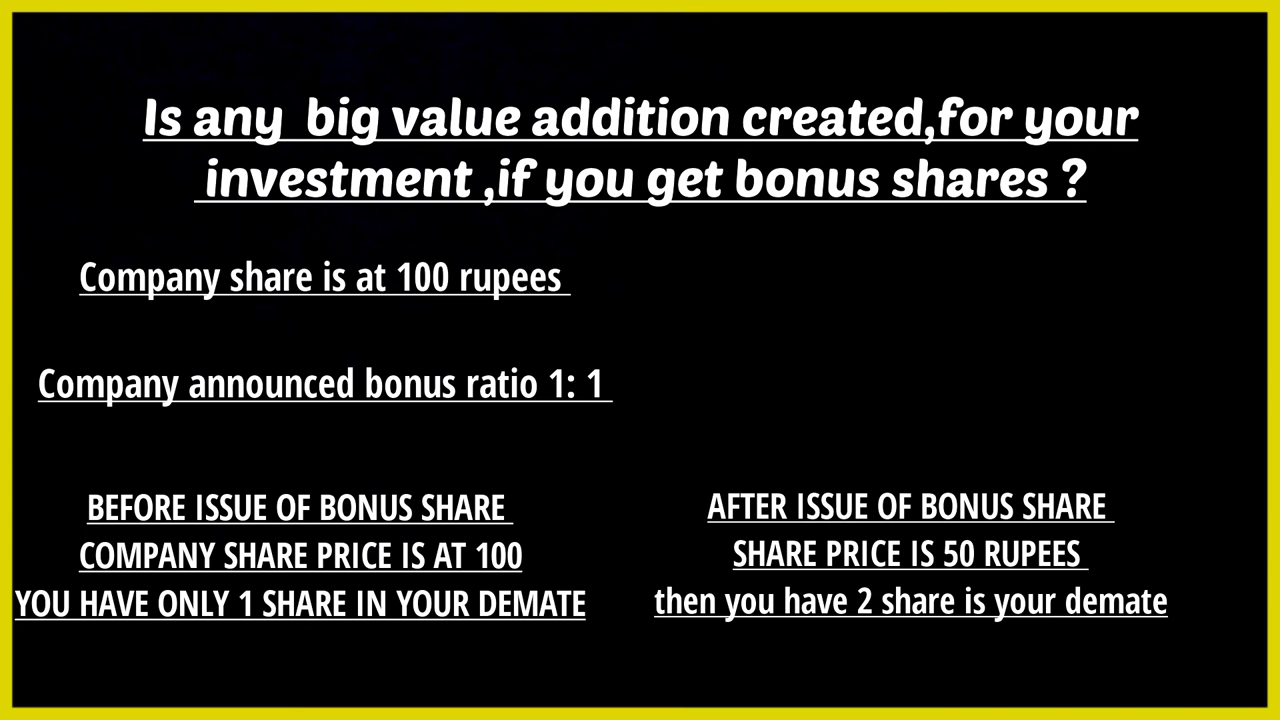 Is any big value addition created,for your
investment ,if you get bonus shares ?
Company share is at 100 rupees
Company announced bonus ratio 1: 1
BEFORE ISSUE OF BONUS SHARE
COMPANY SHARE PRICE IS AT 100
YOU HAVE ONLY 1 SHARE IN YOUR DEMATE
AFTER ISSUE OF BONUS SHARE
SHARE PRICE IS 50 RUPEES
then you have 2 share is your demate